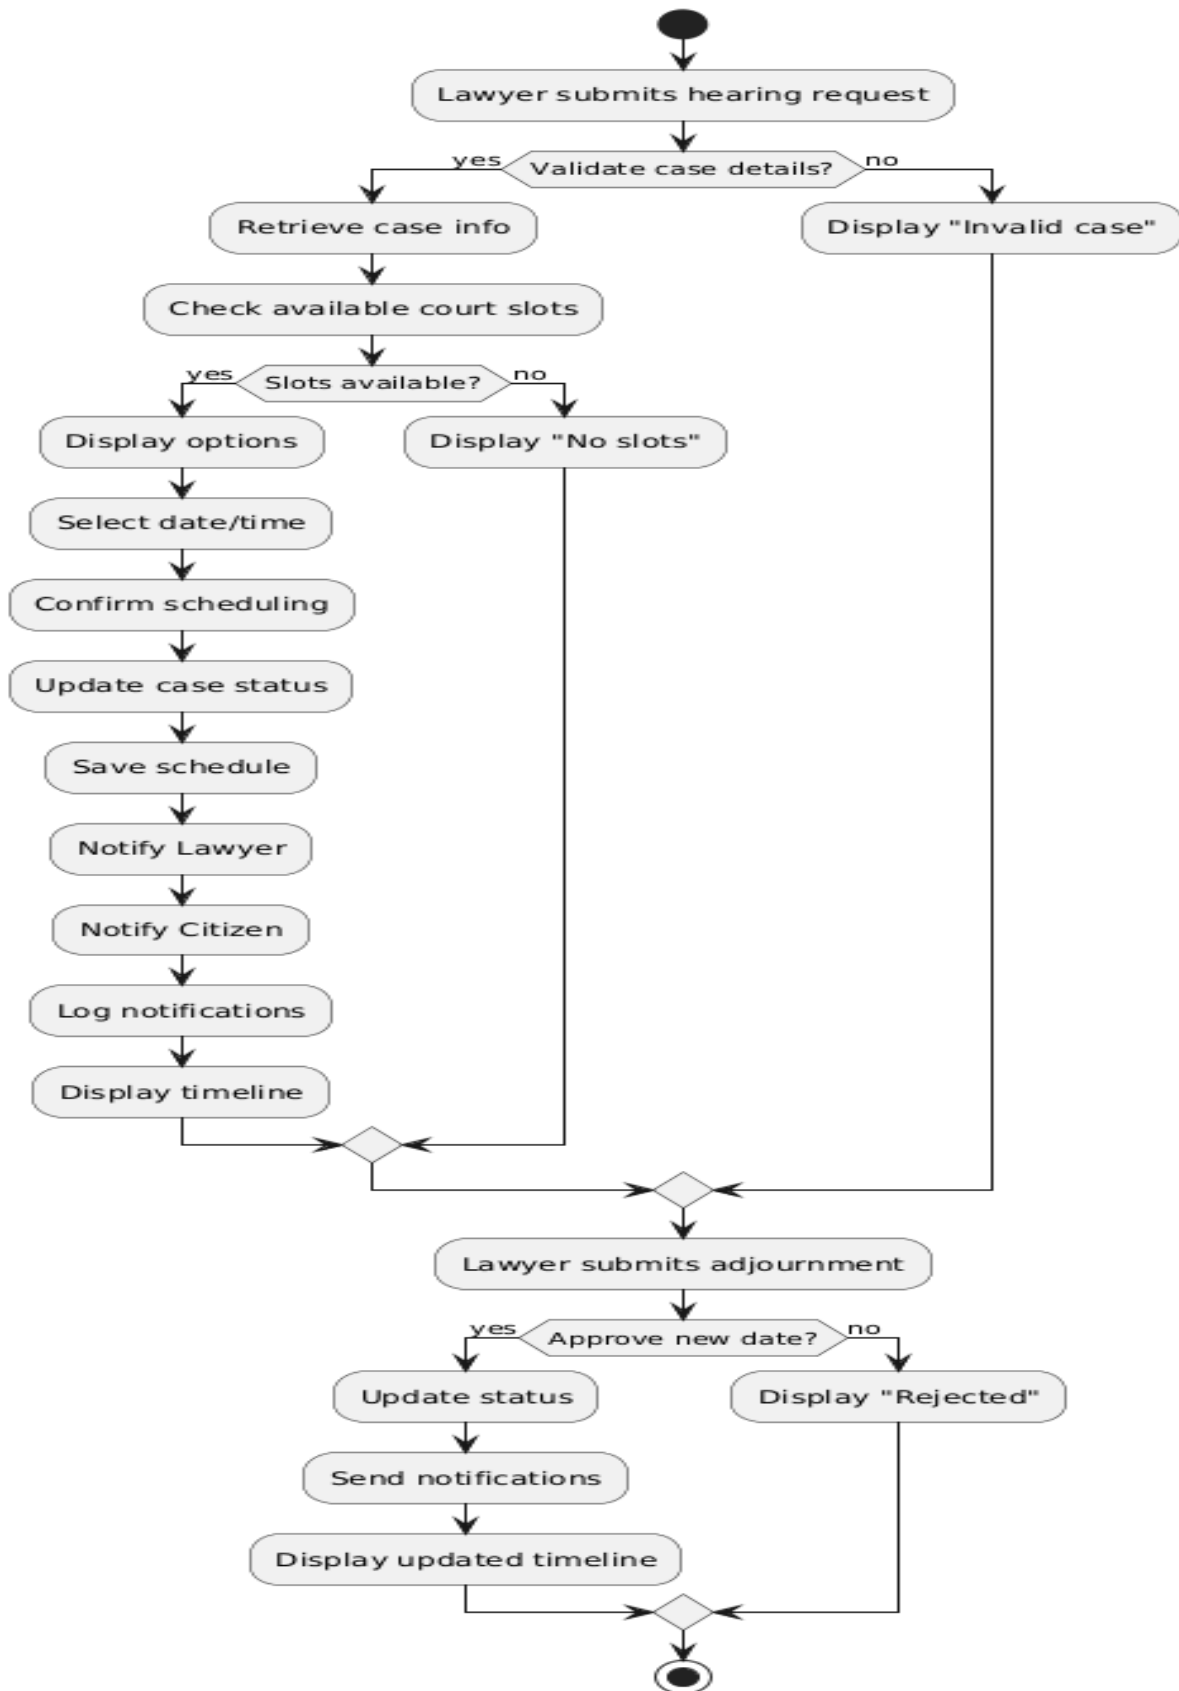 Lawyer submits hearing request
yes
Validate case details?
no
Retrieve case info
Display "Invalid case"
Check available court slots
yes
Slots available?
no
Display options
Display "No slots"
Select date/time
Confirm scheduling
Update case status
Save schedule
Notify Lawyer
Notify Citizen
Log notifications
Display timeline
Lawyer submits adjournment
yes
Approve new date?
no
Update status
Display "Rejected"
Send notifications
Display updated timeline